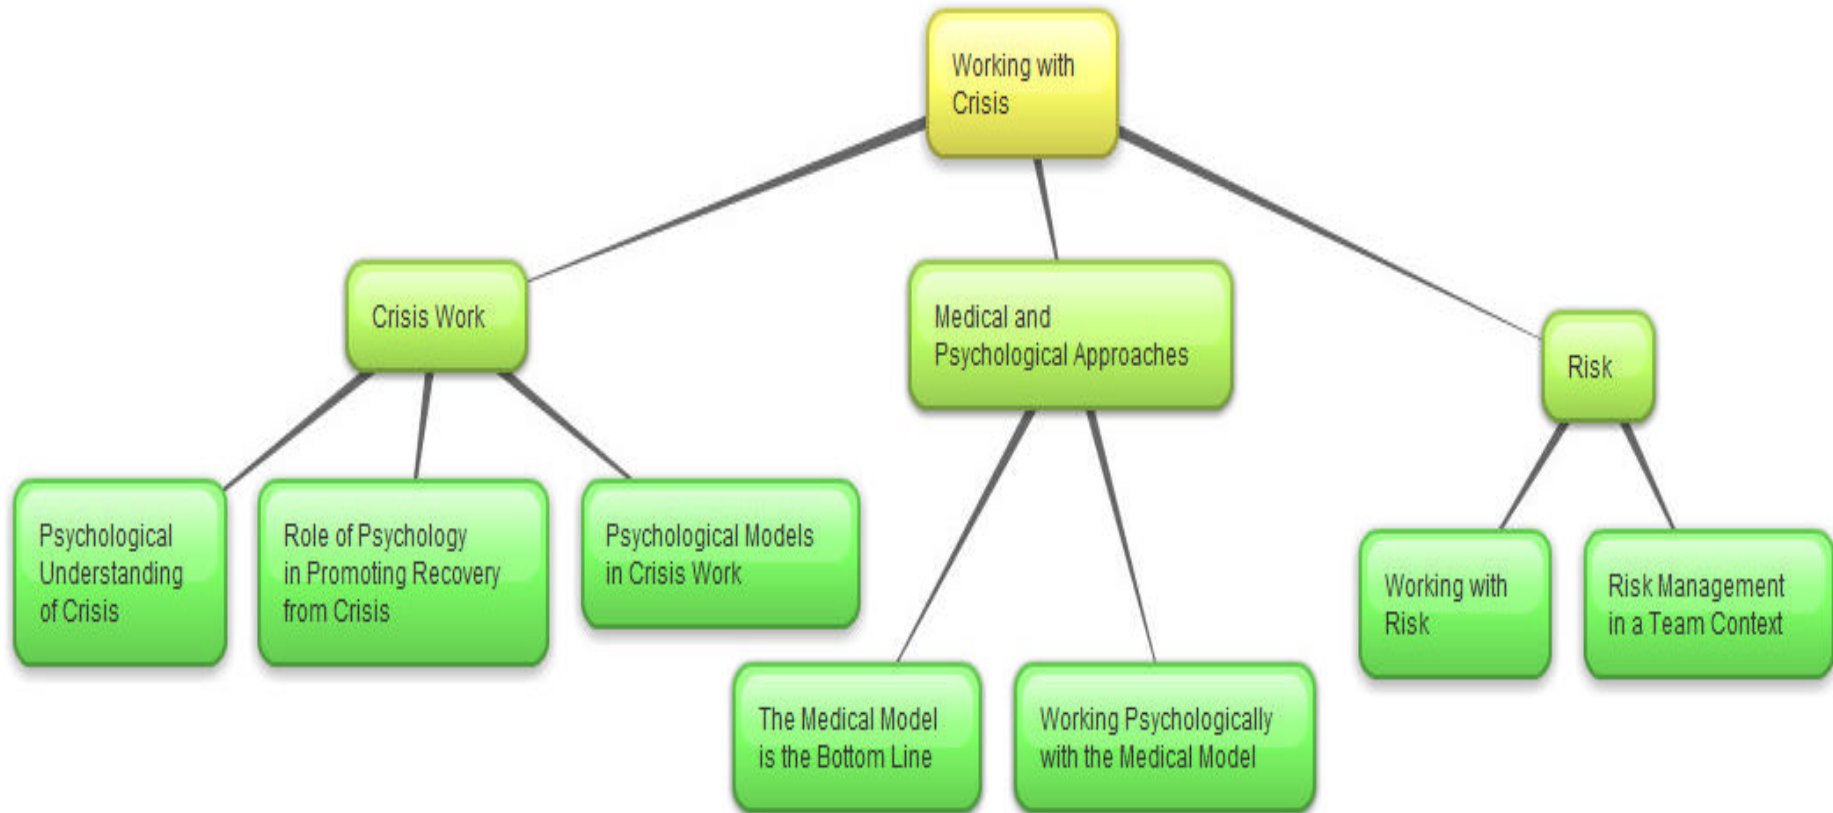 Working with
Crisis
Crisis Work
Medical and
Psychological Approaches
Risk
Psychological
Understanding
of Crisis
Role of Psychology
in Promoting Recovery
from Crisis
Psychological Models
in Crisis Work
The Medical Model
is the Bottom Line
Working Psychologically
with the Medical Model
Working with
Risk
Risk Management
in a Team Context